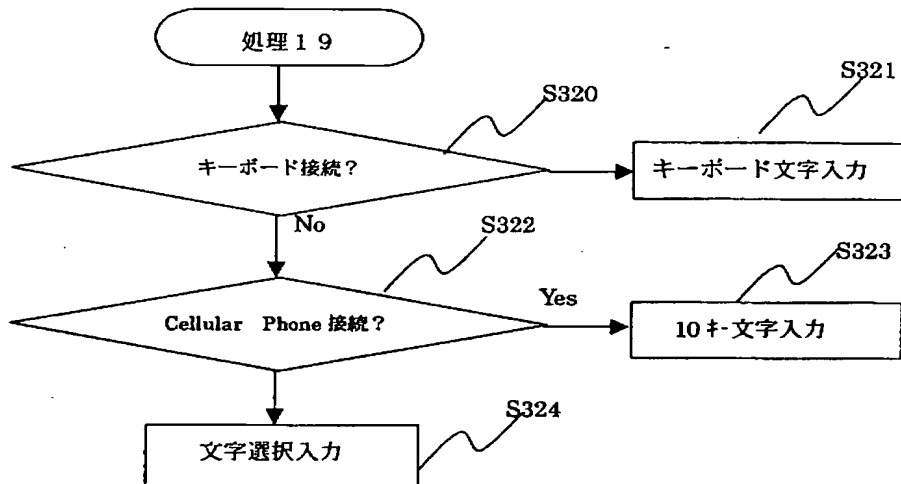 処理１９
S320
S321
キーボード接続？
キーボード文字入力
No
S322
S323
Cellular Phone 接続？
Yes
10ｷｰ文字入力
S324
文字選択入力